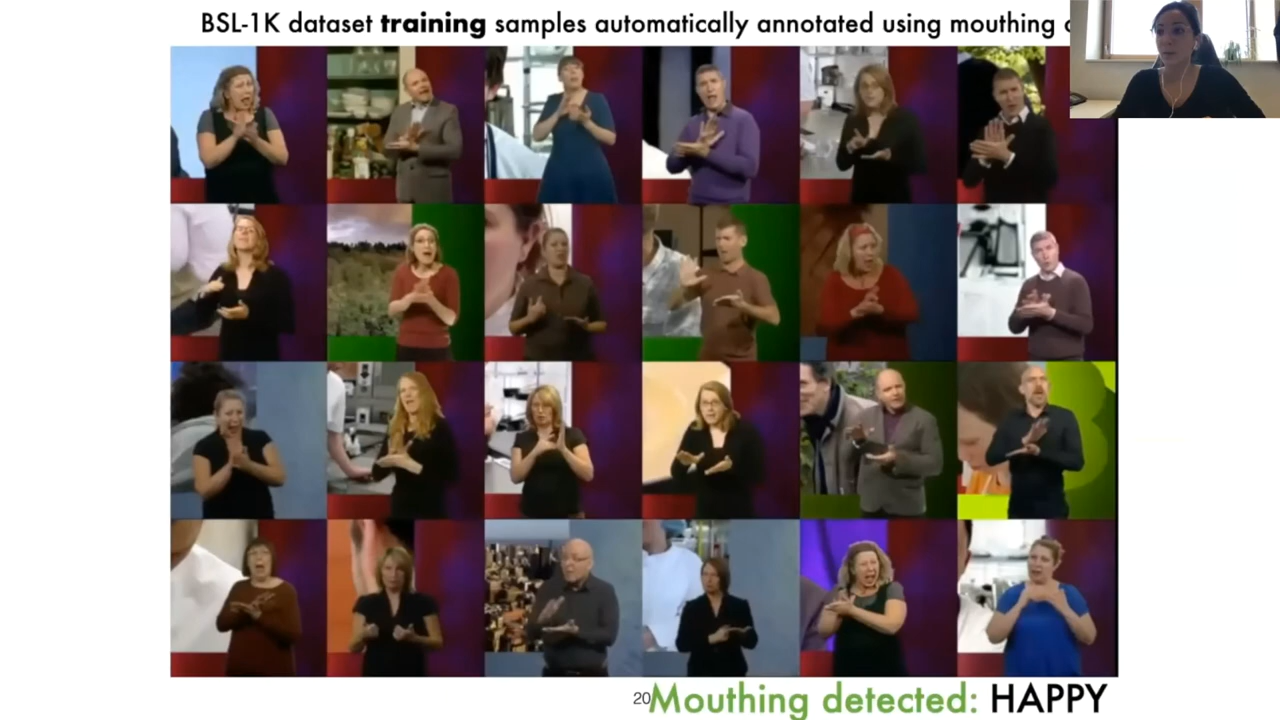 BSL-1K dataset training samples automatically annotated using mouthing
20
Mouthing detected: HAPPY